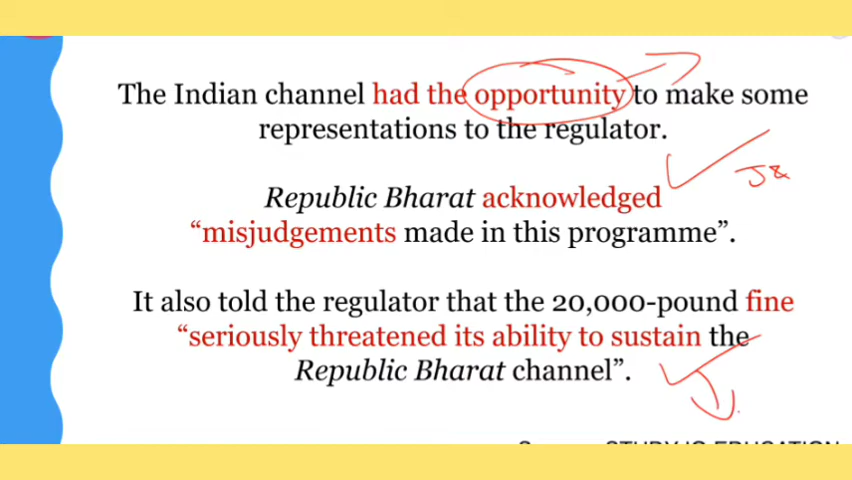 The Indian channel had the opportunity to make some
representations to the regulator.
Republic Bharat acknowledged
“misjudgements made in this programme”.
It also told the regulator that the 20,000-pound fine
“seriously threatened its ability to sustain the
Republic Bharat channel”.